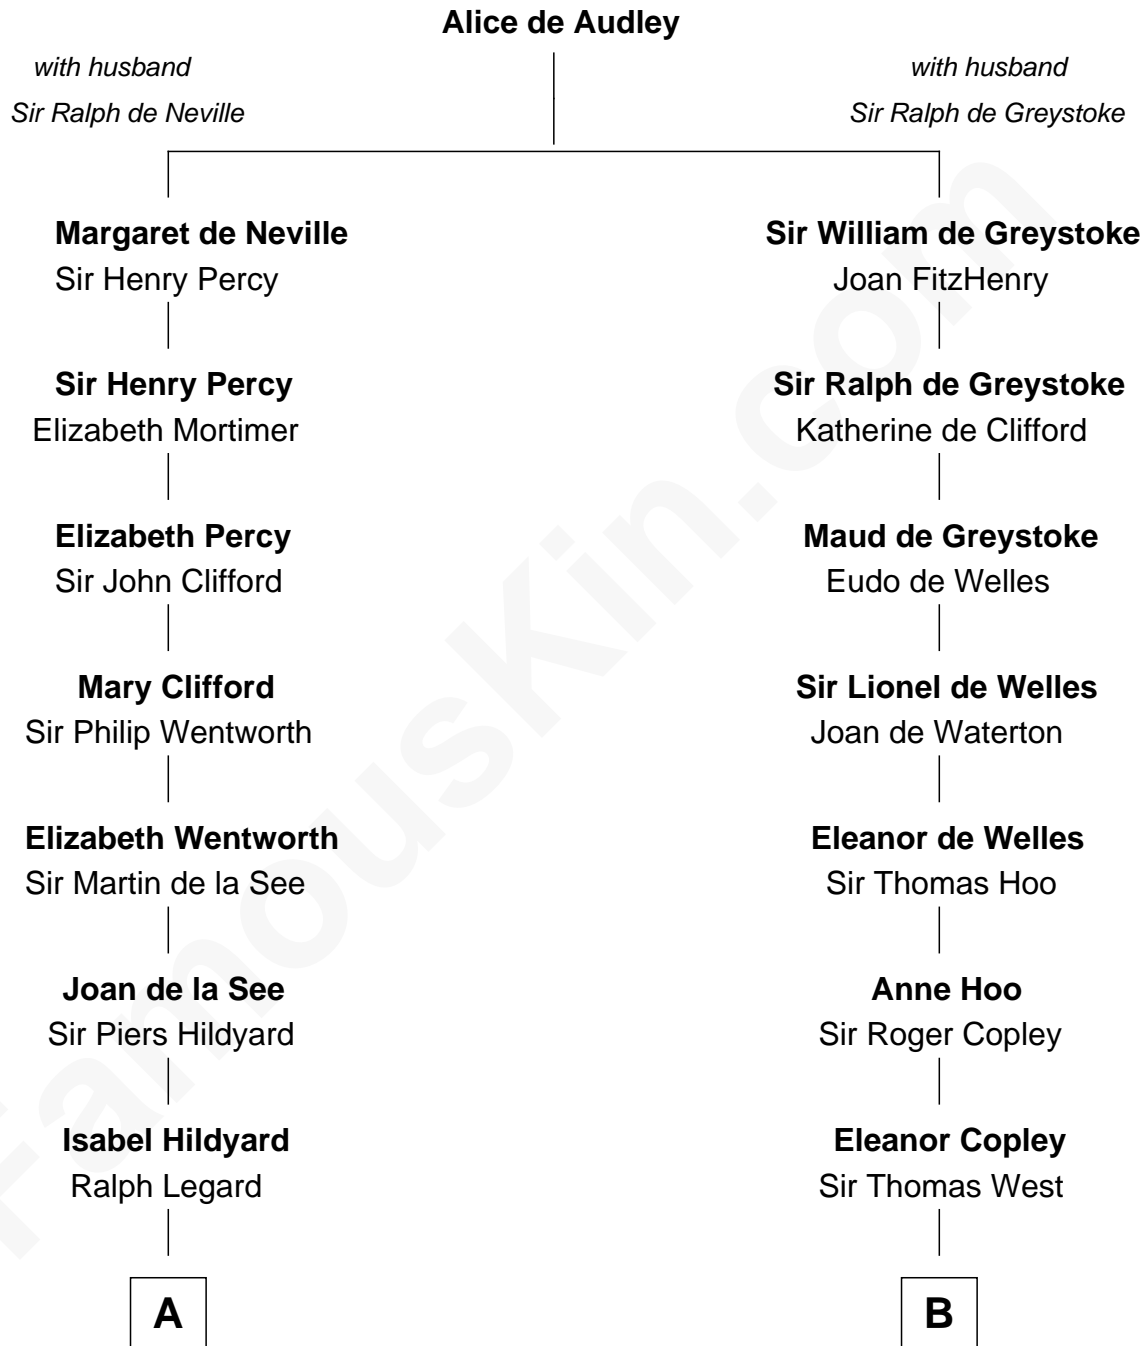 Alice de Audley
with husband
Sir Ralph de Neville
with husband
Sir Ralph de Greystoke
Margaret de Neville
Sir Henry Percy
Sir William de Greystoke
Joan FitzHenry
Sir Henry Percy
Elizabeth Mortimer
Sir Ralph de Greystoke
Katherine de Clifford
Elizabeth Percy
Sir John Clifford
Maud de Greystoke
Eudo de Welles
Mary Clifford
Sir Philip Wentworth
Sir Lionel de Welles
Joan de Waterton
Elizabeth Wentworth
Sir Martin de la See
Eleanor de Welles
Sir Thomas Hoo
Joan de la See
Sir Piers Hildyard
Anne Hoo
Sir Roger Copley
Isabel Hildyard
Ralph Legard
Eleanor Copley
Sir Thomas West
A
B
FamousKin.com